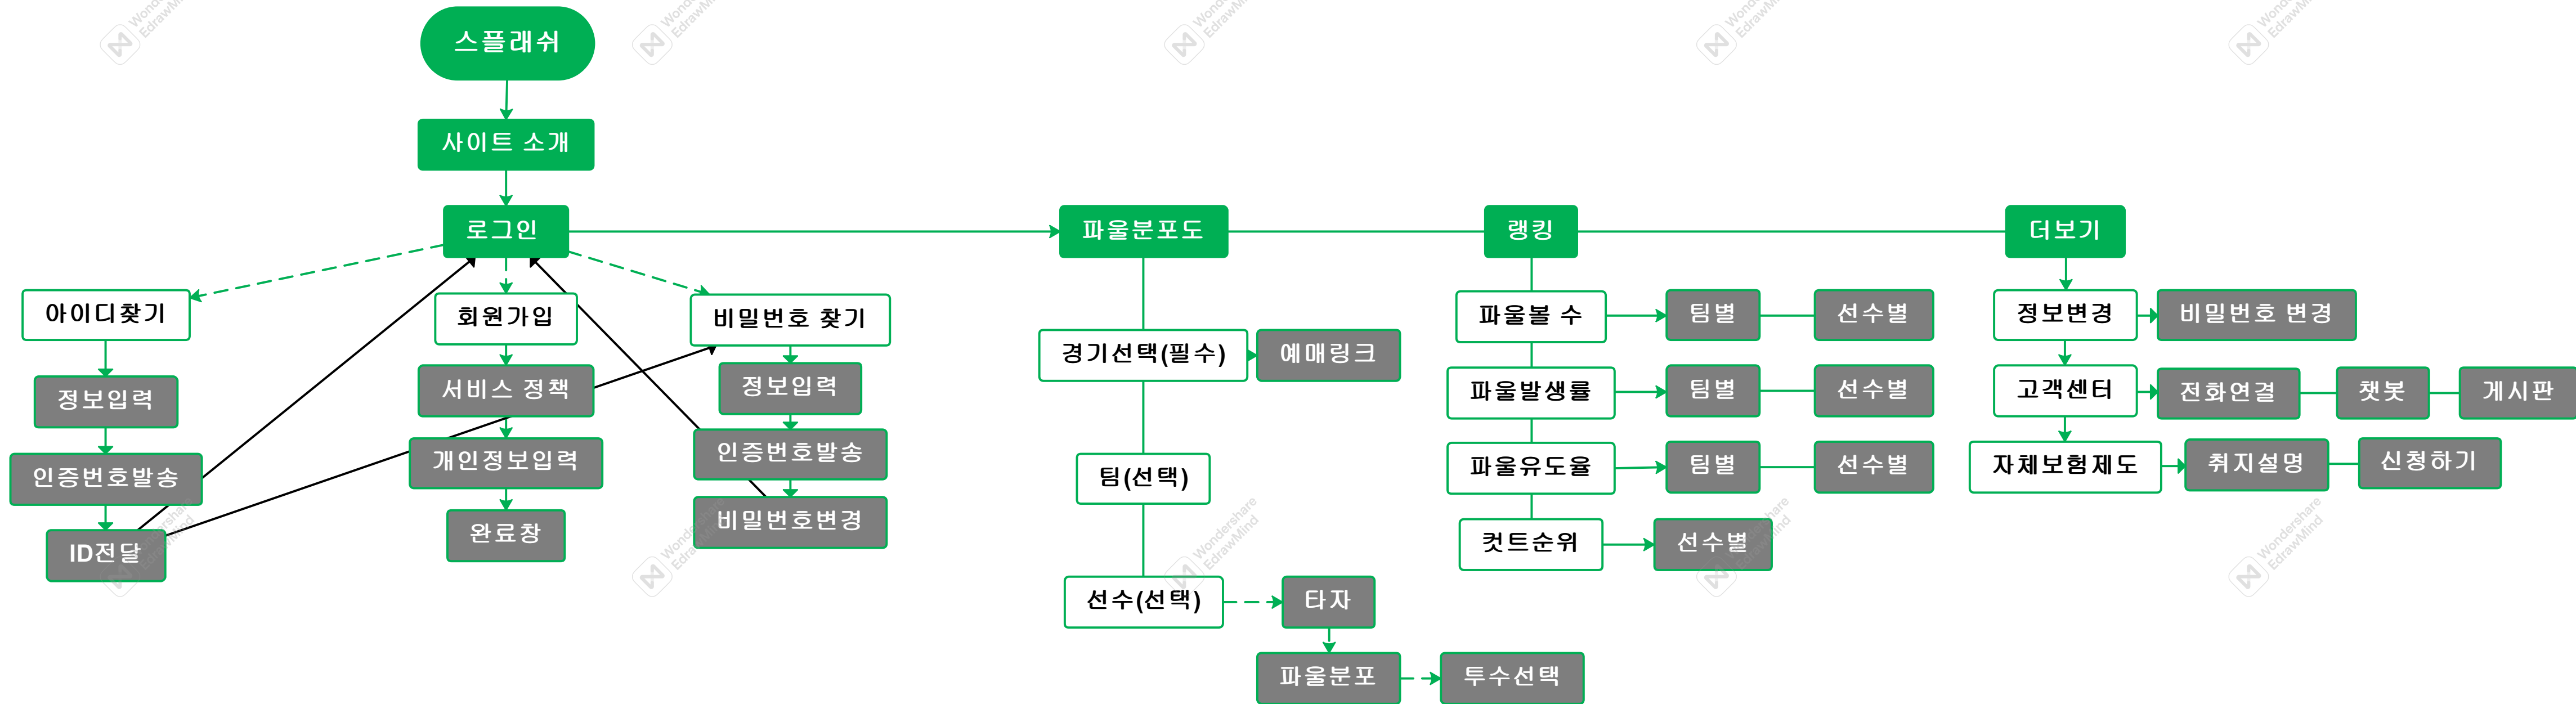 스플래쉬
사이트 소개
로그인
파울분포도
랭킹
더보기
아이디찾기
정보입력
인증번호발송
ID전달
회원가입
서비스 정책
개인정보입력
완료창
비밀번호 찾기
정보입력
인증번호발송
비밀번호변경
경기선택(필수)
예매링크
팀(선택)
선수(선택)
타자
파울분포
투수선택
파울볼 수
팀별
선수별
파울발생률
팀별
선수별
파울유도율
팀별
선수별
컷트순위
선수별
정보변경
비밀번호 변경
고객센터
전화연결
챗봇
게시판
자체보험제도
취지설명
신청하기
Wondershare
EdrawMind
Wondershare
EdrawMind